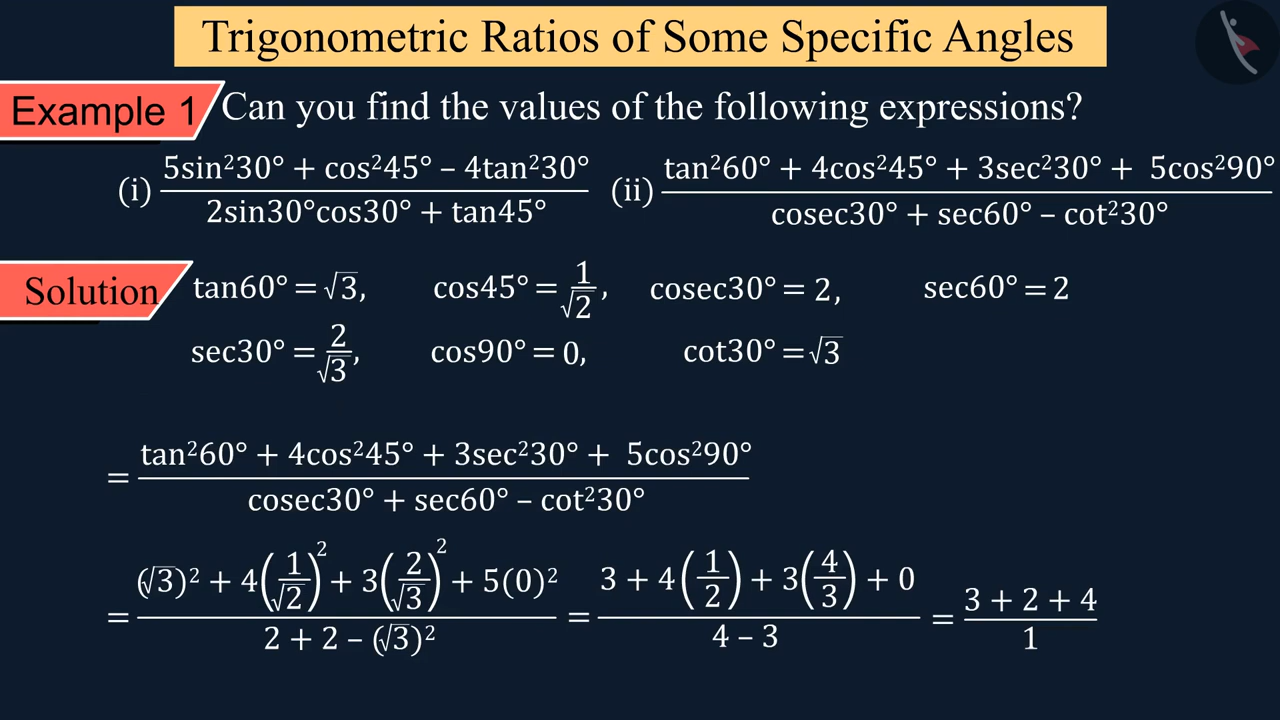 Trigonometric Ratios of Some Specific Angles
Example 1 Can you find the values of the following expressions?
(i) (5sin²30° + cos²45° – 4tan²30°)/(2sin30°cos30° + tan45°) (ii) (tan²60° + 4cos²45° + 3sec²30° + 5cos²90°)/(cosec30° + sec60° – cot²30°)
Solution tan60° = √3, cos45° = 1/√2, cosec30° = 2, sec60° = 2
sec30° = 2/√3, cos90° = 0, cot30° = √3
= (tan²60° + 4cos²45° + 3sec²30° + 5cos²90°)/(cosec30° + sec60° – cot²30°)
= ((√3)² + 4(1/√2)² + 3(2/√3)² + 5(0)²)/(2 + 2 – (√3)²) = (3 + 4(1/2) + 3(4/3) + 0)/(4 – 3) = (3 + 2 + 4)/1